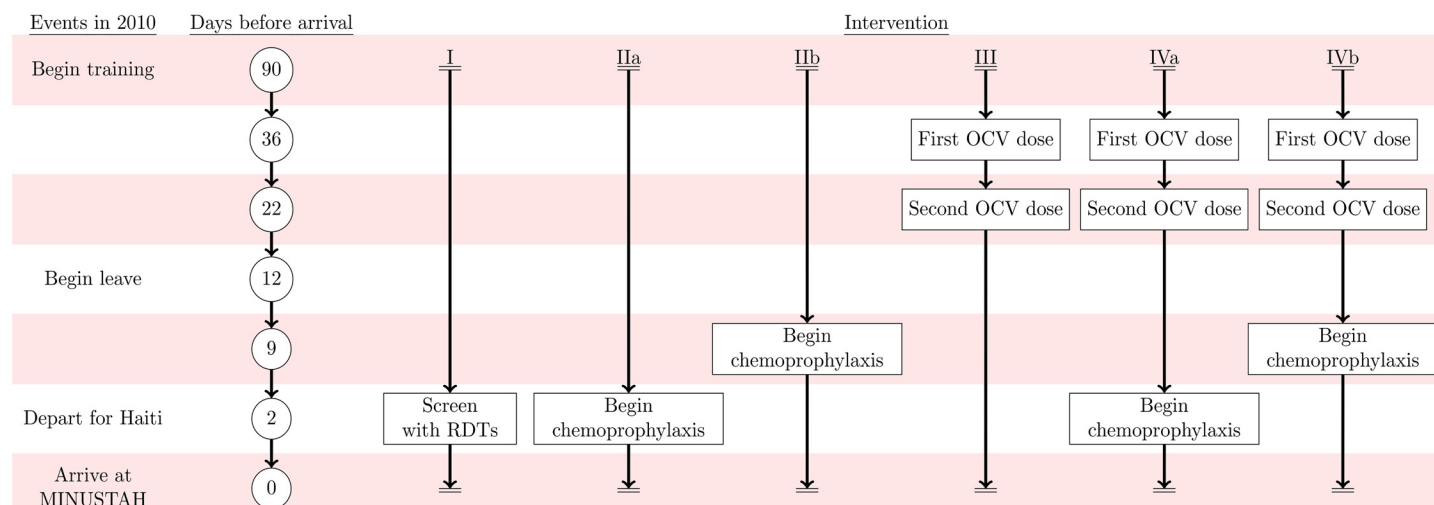 Events in 2010 Days before arrival Intervention
Begin training 90 I IIa IIb III IVa IVb
36 First OCV dose First OCV dose First OCV dose
22 Second OCV dose Second OCV dose Second OCV dose
Begin leave 12
9 Begin chemoprophylaxis Begin chemoprophylaxis
Depart for Haiti 2 Screen with RDTs Begin chemoprophylaxis Begin chemoprophylaxis
Arrive at
MINUSTAH 0